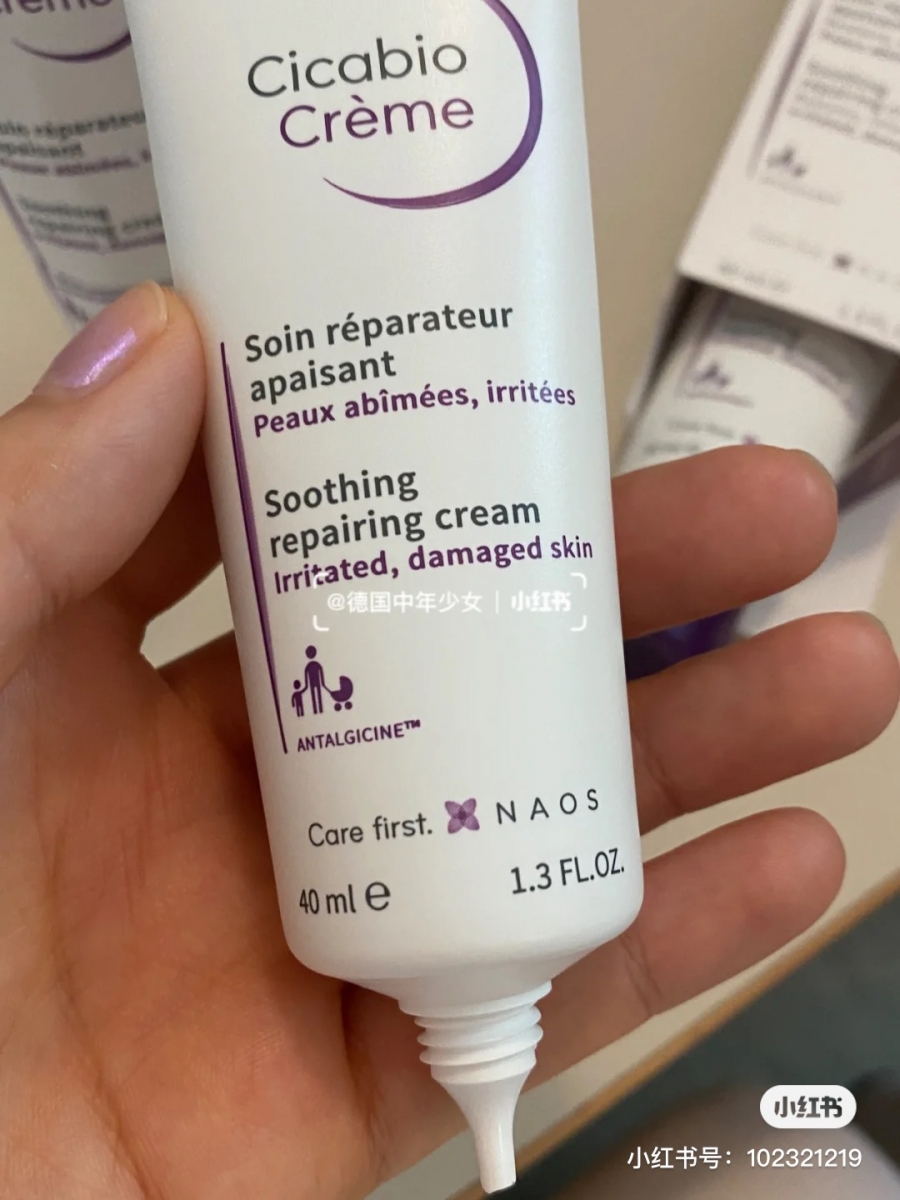 Cicabio
Crème
Soin réparateur
apaisant
Peaux abîmées, irritées
Soothing
repairing cream
Irritated, damaged skin
@德国中年少女 | 小红书
ANTALGICINE™
Care first. NAOS
40 ml e
1.3 FL.OZ.
小红书
小红书号：102321219